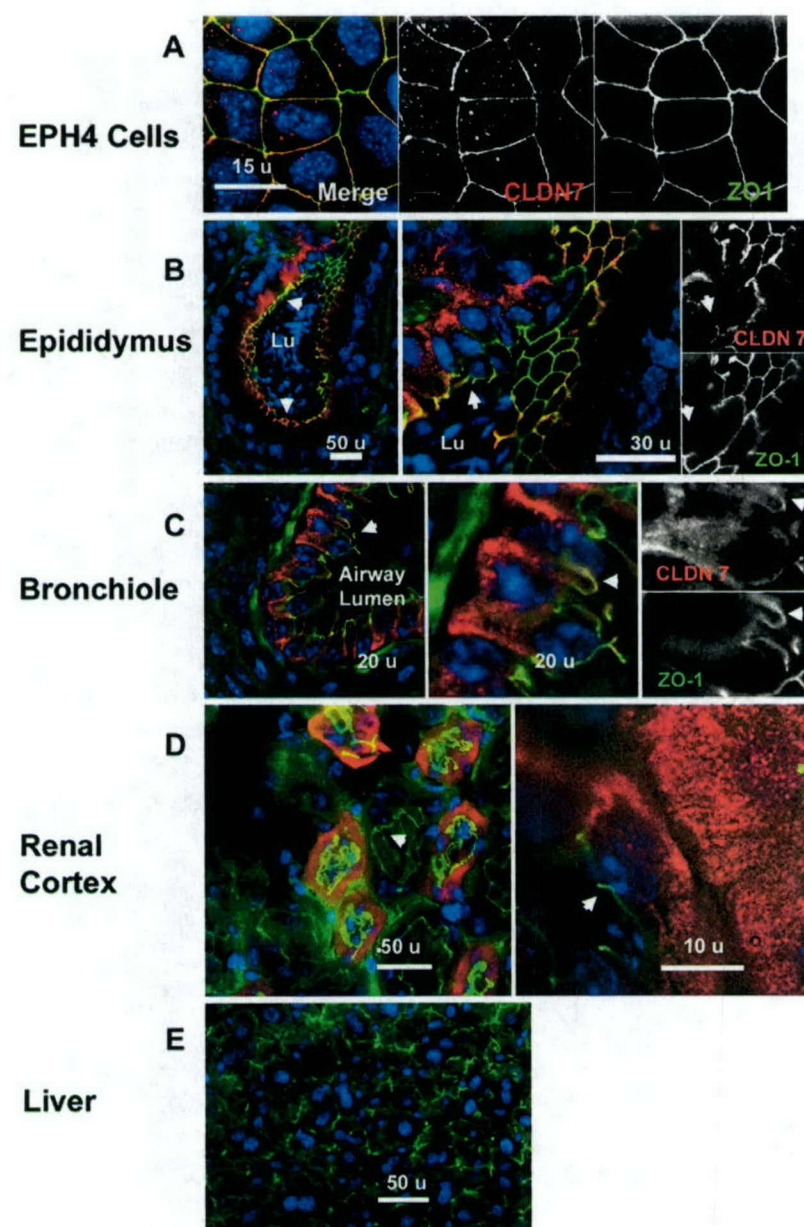 A
EPH4 Cells
15 u
Merge
CLDN7
ZO1
B
Epididymus
Lu
50 u
Lu
30 u
CLDN 7
ZO-1
C
Bronchiole
Airway
Lumen
20 u
20 u
CLDN 7
ZO-1
D
Renal
Cortex
50 u
10 u
E
Liver
50 u